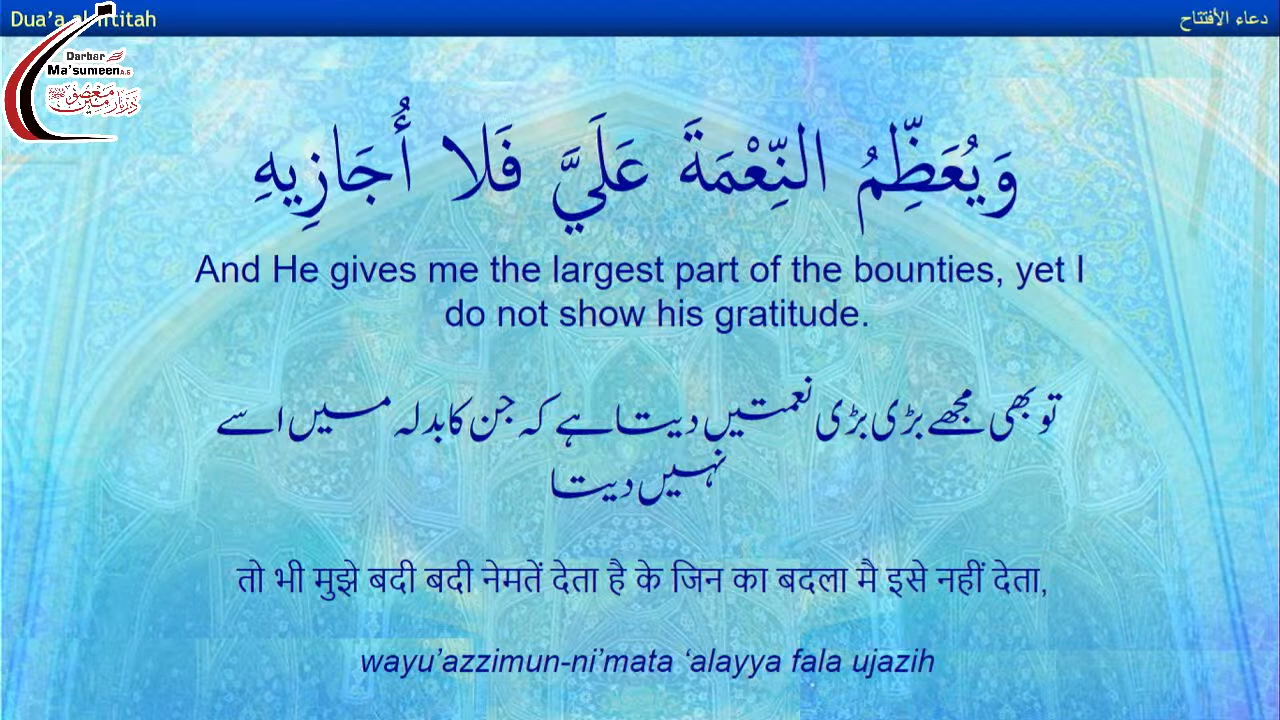 Dua'a al-Iftitah
دعاء الأفتتاح
Darbar
Ma'sumeen A.S
وَيُعَظِّمُ النِّعْمَةَ عَلَيَّ فَلا أُجَازِيهِ
And He gives me the largest part of the bounties, yet I
do not show his gratitude.
تو بھی مجھے بڑی بڑی نعمتیں دیتا ہے کہ جن کا بدلہ میں اسے
نہیں دیتا
तो भी मुझे बदी बदी नेमतें देता है के जिन का बदला मै इसे नहीं देता,
wayu’azzimun-ni’mata ‘alayya fala ujazih